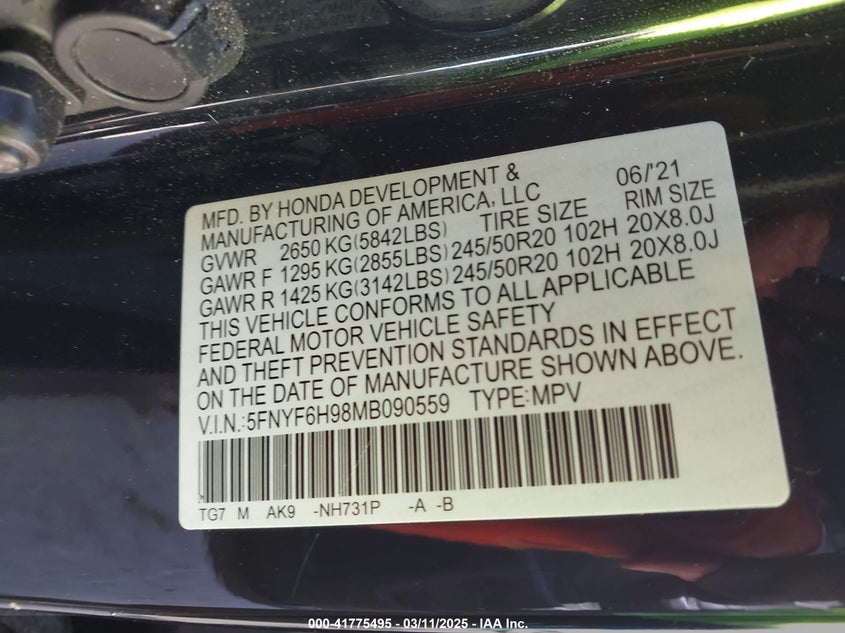 MFD. BY HONDA DEVELOPMENT & 06/'21
MANUFACTURING OF AMERICA, LLC
GVWR 2650 KG(5842LBS) TIRE SIZE RIM SIZE
GAWR F 1295 KG(2855LBS) 245/50R20 102H 20X8.0J
GAWR R 1425 KG(3142LBS) 245/50R20 102H 20X8.0J
THIS VEHICLE CONFORMS TO ALL APPLICABLE
FEDERAL MOTOR VEHICLE SAFETY
AND THEFT PREVENTION STANDARDS IN EFFECT
ON THE DATE OF MANUFACTURE SHOWN ABOVE.
V.I.N.:5FNYF6H98MB090559 TYPE:MPV
TG7 M AK9 -NH731P -A -B
000-41775495 - 03/11/2025 - IAA Inc.